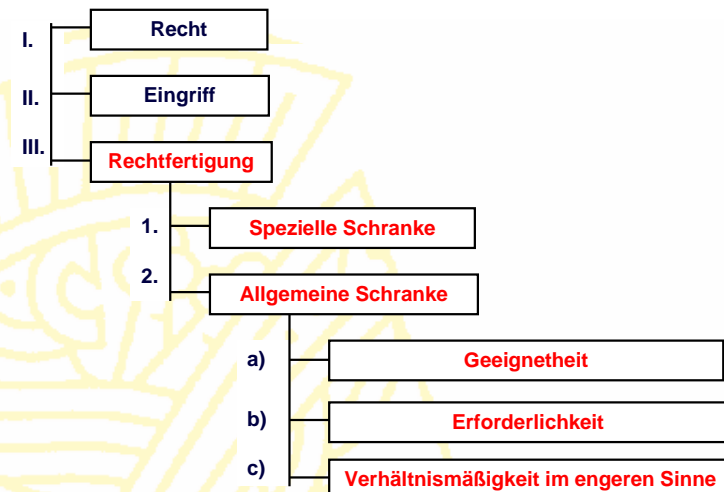 I. Recht
II. Eingriff
III. Rechtfertigung
1. Spezielle Schranke
2. Allgemeine Schranke
a) Geeignetheit
b) Erforderlichkeit
c) Verhältnismäßigkeit im engeren Sinne